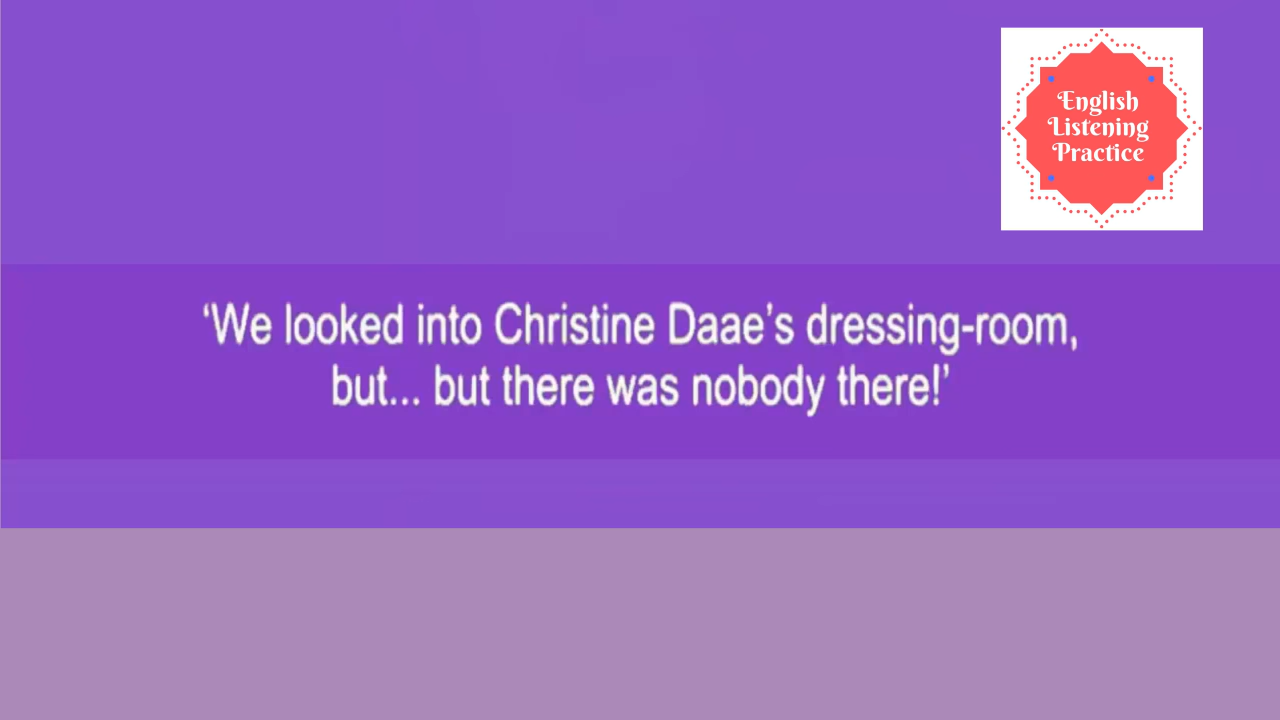 English
Listening
Practice
‘We looked into Christine Daae’s dressing-room,
but... but there was nobody there!’